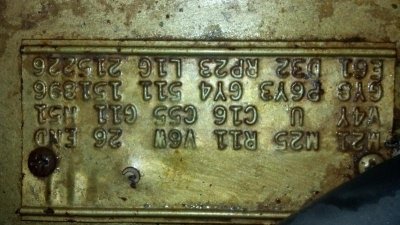 M21 M25 R11 V6W 26 END
V4Y U C16 C55 G11 H51
GY8 P6Y3 GY4 511 151896
E61 D32 RP23 L1G 215226